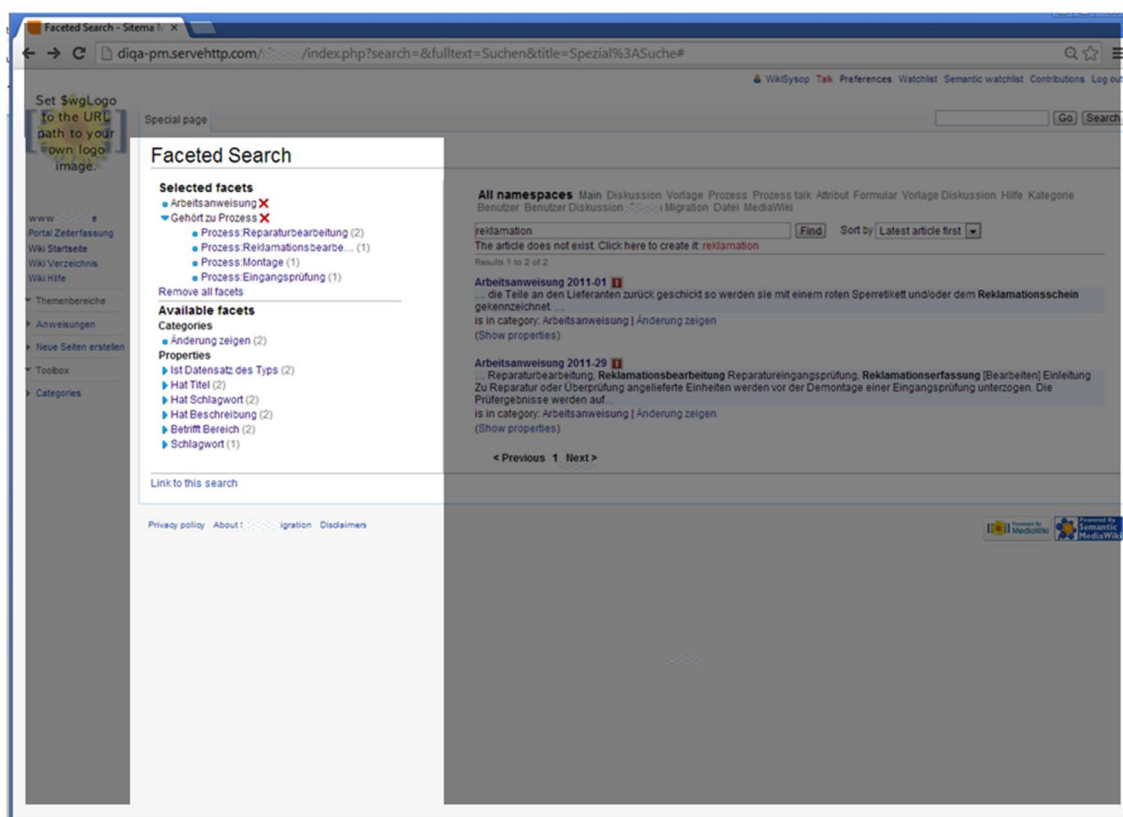 Faceted Search - Sitema
diqa-pm.servehttp.com/ /index.php?search=&fulltext=Suchen&title=Spezial%3ASuche#
WikiSysop Talk Preferences Watchlist Semantic watchlist Contributions Log out
Set $wgLogo
to the URL
path to your
own logo
image.
Special page
Go Search
Faceted Search
Selected facets
Arbeitsanweisung
Gehört zu Prozess
Prozess:Reparaturbearbeitung (2)
Prozess:Reklamationsbearbe... (1)
Prozess:Montage (1)
Prozess:Eingangsprüfung (1)
Remove all facets
Available facets
Categories
Änderung zeigen (2)
Properties
Ist Datensatz des Typs (2)
Hat Titel (2)
Hat Schlagwort (2)
Hat Beschreibung (2)
Betrifft Bereich (2)
Schlagwort (1)
Link to this search
www
Portal Zeiterfassung
Wiki Startseite
Wiki Verzeichnis
Wiki Hilfe
Themenbereiche
Anweisungen
Neue Seiten erstellen
Toolbox
Categories
All namespaces Main Diskussion Vorlage Prozess Prozess talk Attribut Formular Vorlage Diskussion Hilfe Kategorie
Benutzer Benutzer Diskussion Migration Datei MediaWiki
reklamation Find Sort by Latest article first
The article does not exist. Click here to create it: reklamation
Results 1 to 2 of 2
Arbeitsanweisung 2011-01
... die Teile an den Lieferanten zurück geschickt so werden sie mit einem roten Sperretikett und/oder dem Reklamationsschein
gekennzeichnet. ...
is in category: Arbeitsanweisung | Änderung zeigen
(Show properties)
Arbeitsanweisung 2011-29
... Reparaturbearbeitung, Reklamationsbearbeitung Reparatureingangsprüfung, Reklamationserfassung [Bearbeiten] Einleitung
Zu Reparatur oder Überprüfung angelieferte Einheiten werden vor der Demontage einer Eingangsprüfung unterzogen. Die
Prüfergebnisse werden auf...
is in category: Arbeitsanweisung | Änderung zeigen
(Show properties)
< Previous 1 Next >
Privacy policy About igration Disclaimers
Powered By
MediaWiki
Powered By
Semantic
MediaWiki